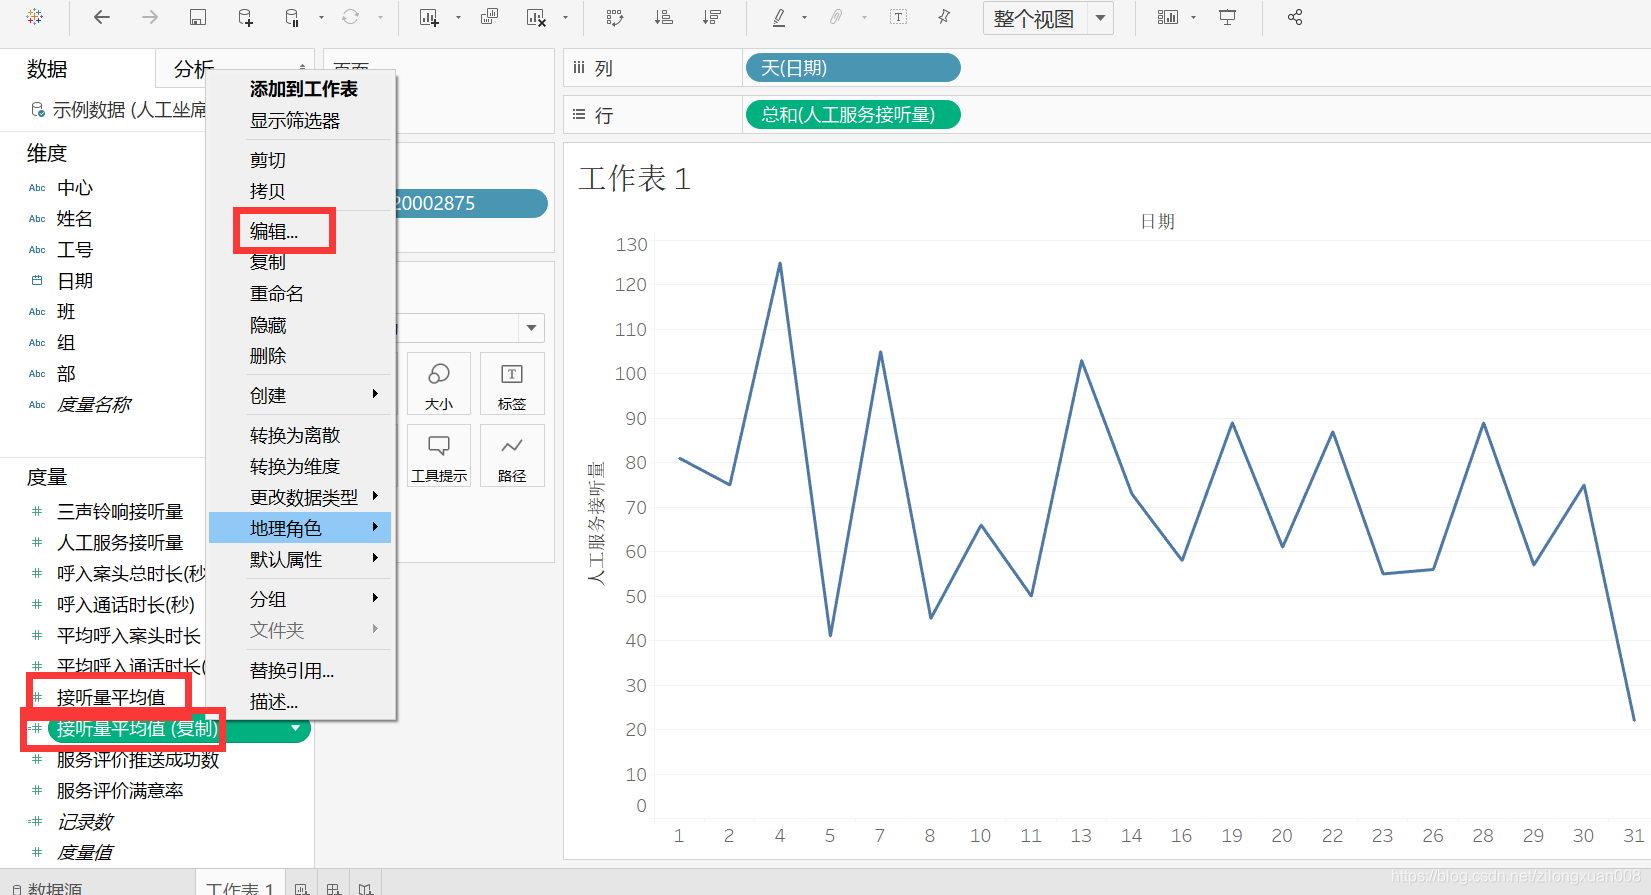 整个视图
数据
分析
页面
示例数据 (人工坐席
维度
Abc 中心
Abc 姓名
Abc 工号
日期
Abc 班
Abc 组
Abc 部
Abc 度量名称
度量
三声铃响接听量
人工服务接听量
呼入案头总时长(秒
呼入通话时长(秒)
平均呼入案头时长
平均呼入通话时长(
接听量平均值
接听量平均值 (复制)
服务评价推送成功数
服务评价满意率
记录数
度量值
添加到工作表
显示筛选器
剪切
拷贝
编辑...
复制
重命名
隐藏
删除
创建
转换为离散
转换为维度
更改数据类型
地理角色
默认属性
分组
文件夹
替换引用...
描述...
20002875
大小
标签
工具提示
路径
列
天(日期)
行
总和(人工服务接听量)
工作表 1
日期
人工服务接听量
130
120
110
100
90
80
70
60
50
40
30
20
10
0
1 2 4 5 7 8 10 11 13 14 16 19 20 22 23 26 28 29 30 31
数据源
工作表 1
https://blog.csdn.net/zilongxuan008